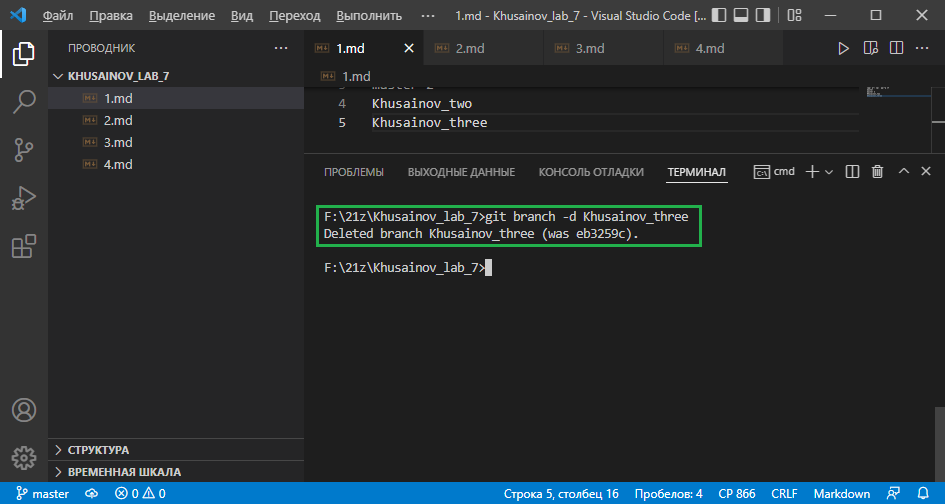 Файл Правка Выделение Вид Переход Выполнить ··· 1.md - Khusainov_lab_7 - Visual Studio Code [...
ПРОВОДНИК ···
KHUSAINOV_LAB_7
1.md
2.md
3.md
4.md
СТРУКТУРА
ВРЕМЕННАЯ ШКАЛА
1.md 2.md 3.md 4.md ···
1.md
4 Khusainov_two
5 Khusainov_three
ПРОБЛЕМЫ ВЫХОДНЫЕ ДАННЫЕ КОНСОЛЬ ОТЛАДКИ ТЕРМИНАЛ cmd
F:\21z\Khusainov_lab_7>git branch -d Khusainov_three
Deleted branch Khusainov_three (was eb3259c).
F:\21z\Khusainov_lab_7>
master 0 0 Строка 5, столбец 16 Пробелов: 4 CP 866 CRLF Markdown